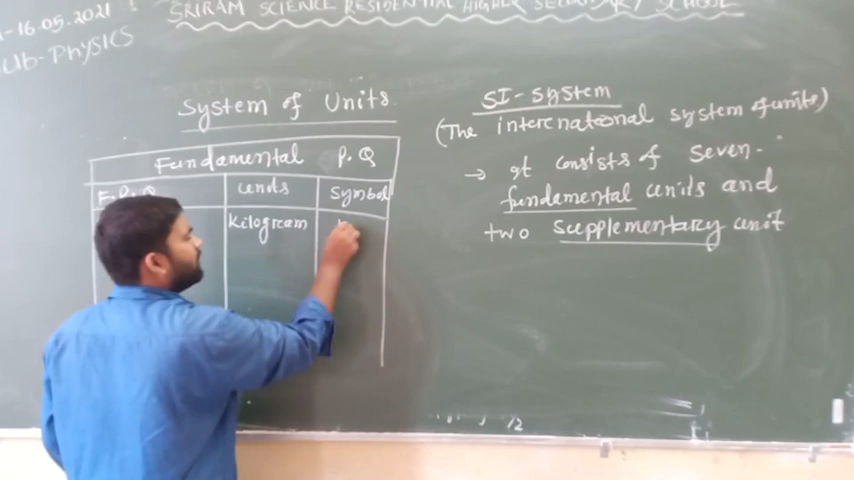 -16.05.2021
SRIRAM SCIENCE RESIDENTIAL HIGHER SECONDARY SCHOOL
Sub-PHYSICS
System of Units.
Fundamental P.Q
F.P.Q units symbol
Kilogram
SI-system
(The international system of units)
→ It consists of seven
fundamental units and
two supplementary unit